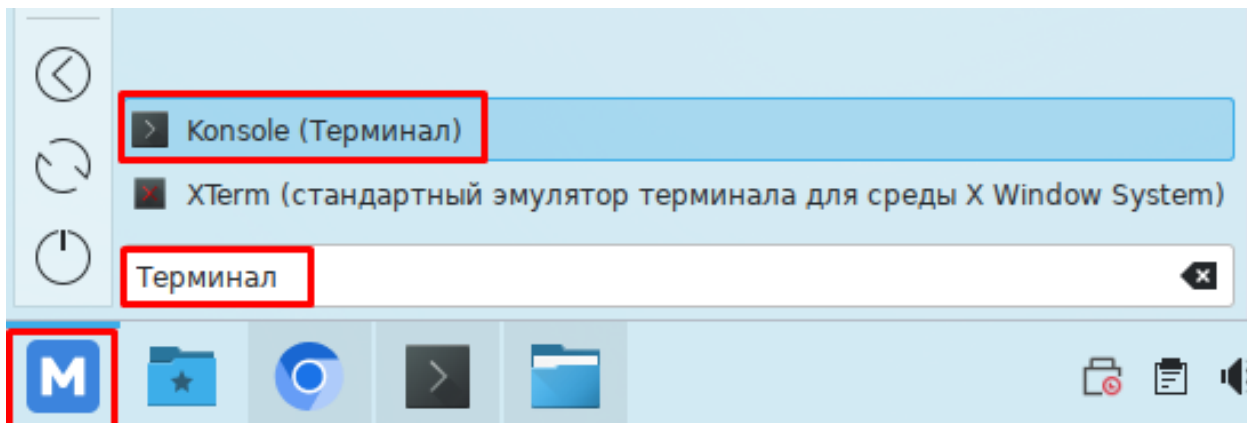 Konsole (Терминал)
XTerm (стандартный эмулятор терминала для среды X Window System)
Терминал
M